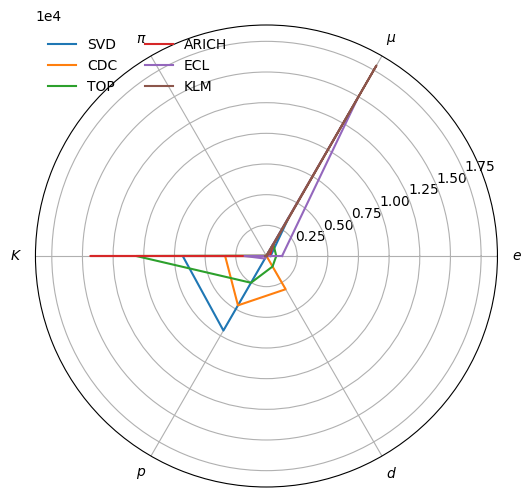 1e4
π
μ
SVD
CDC
TOP
ARICH
ECL
KLM
1.75
1.50
1.25
1.00
0.75
0.50
0.25
K
e
p
d